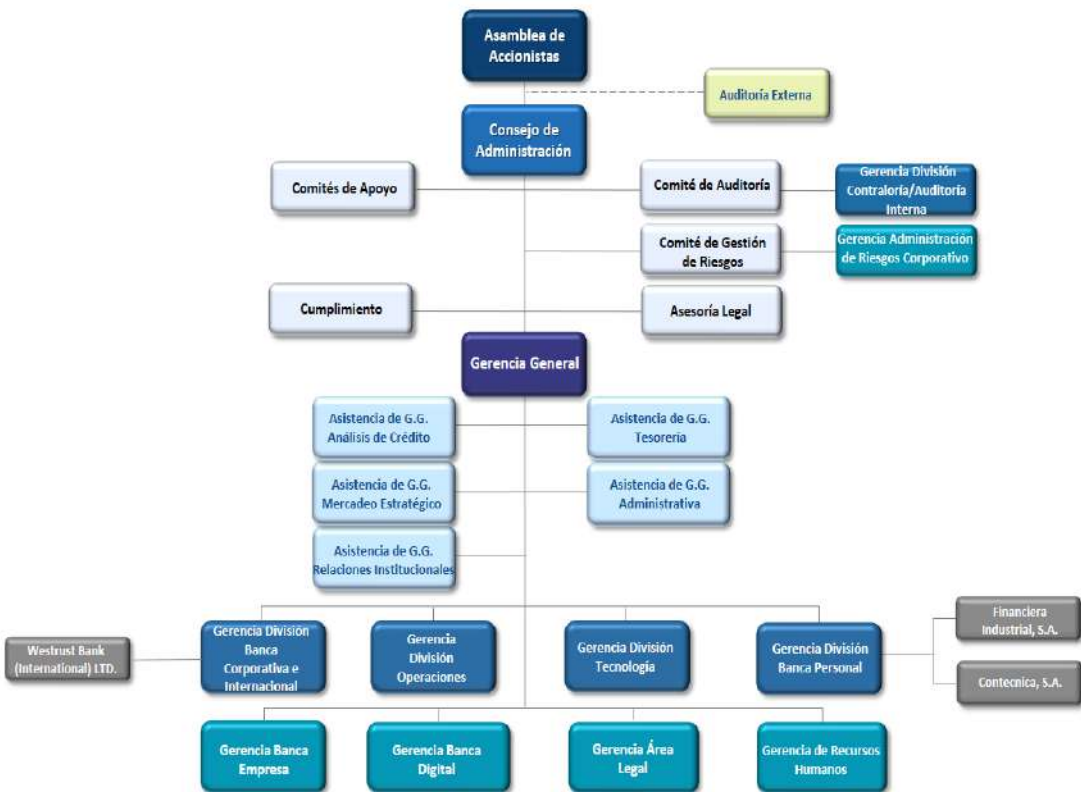 Asamblea de
Accionistas
Auditoría Externa
Consejo de
Administración
Comités de Apoyo
Comité de Auditoría
Gerencia División
Contraloría/Auditoría
Interna
Comité de Gestión
de Riesgos
Gerencia Administración
de Riesgos Corporativo
Cumplimiento
Asesoría Legal
Gerencia General
Asistencia de G.G.
Análisis de Crédito
Asistencia de G.G.
Tesorería
Asistencia de G.G.
Mercadeo Estratégico
Asistencia de G.G.
Administrativa
Asistencia de G.G.
Relaciones Institucionales
Westrust Bank
(International) LTD.
Gerencia División
Banca
Corporativa e
Internacional
Gerencia
División
Operaciones
Gerencia División
Tecnología
Gerencia División
Banca Personal
Financiera
Industrial, S.A.
Contecnica, S.A.
Gerencia Banca
Empresa
Gerencia Banca
Digital
Gerencia Área
Legal
Gerencia de Recursos
Humanos